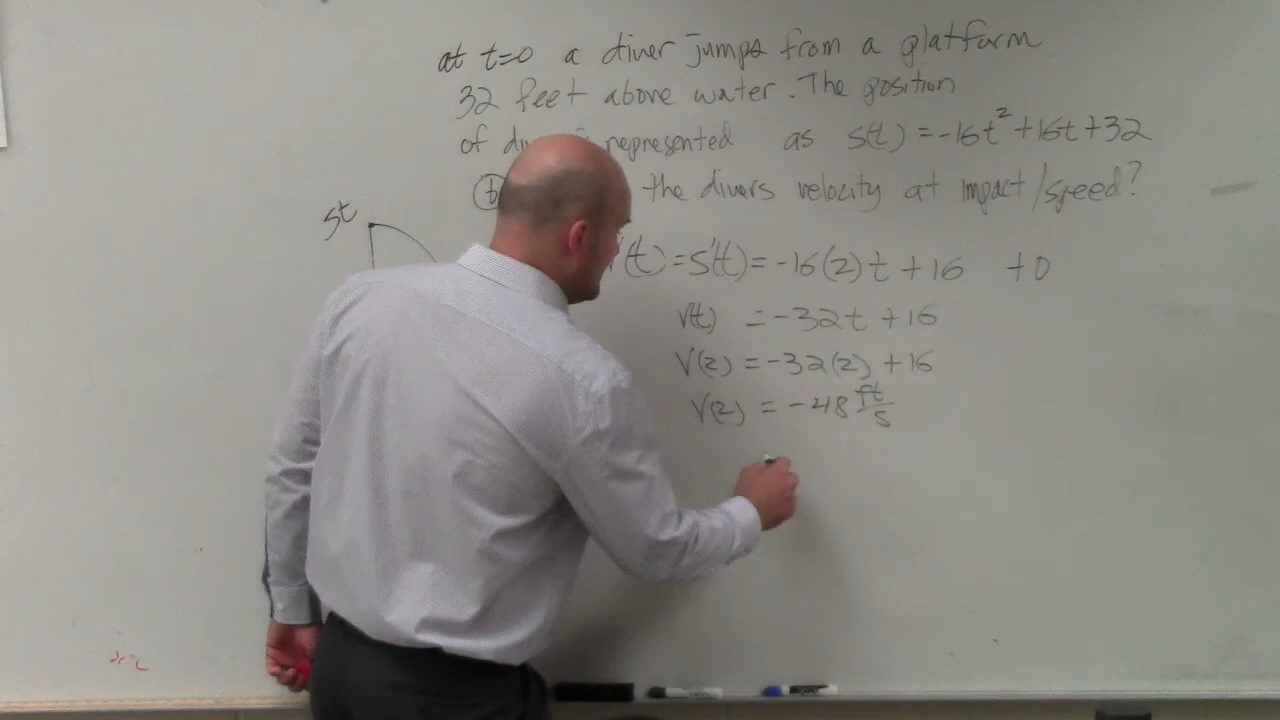 at t=0 a diver jumps from a platform
32 feet above water. The position
of represented as s(t) = -16t² + 16t + 32
the divers velocity at impact/speed?
st
(t) = s'(t) = -16(2)t + 16 + 0
v(t) = -32t + 16
V(2) = -32(2) + 16
V(2) = -48 ft/s